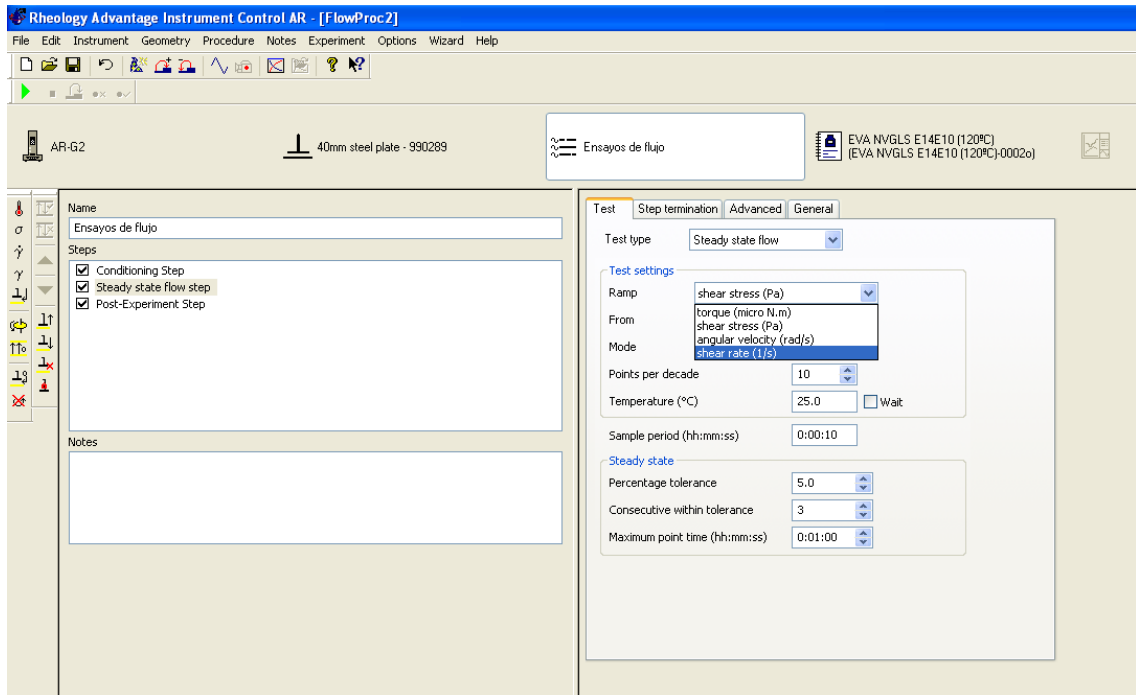 Rheology Advantage Instrument Control AR - [FlowProc2]
File Edit Instrument Geometry Procedure Notes Experiment Options Wizard Help
AR-G2
40mm steel plate - 990289
Ensayos de flujo
EVA NVGLS E14E10 (120ºC)
(EVA NVGLS E14E10 (120ºC)-0002o)
Name
Ensayos de flujo
Steps
Conditioning Step
Steady state flow step
Post-Experiment Step
Notes
Test Step termination Advanced General
Test type Steady state flow
Test settings
Ramp shear stress (Pa)
torque (micro N.m)
From shear stress (Pa)
angular velocity (rad/s)
Mode shear rate (1/s)
Points per decade 10
Temperature (°C) 25.0 Wait
Sample period (hh:mm:ss) 0:00:10
Steady state
Percentage tolerance 5.0
Consecutive within tolerance 3
Maximum point time (hh:mm:ss) 0:01:00